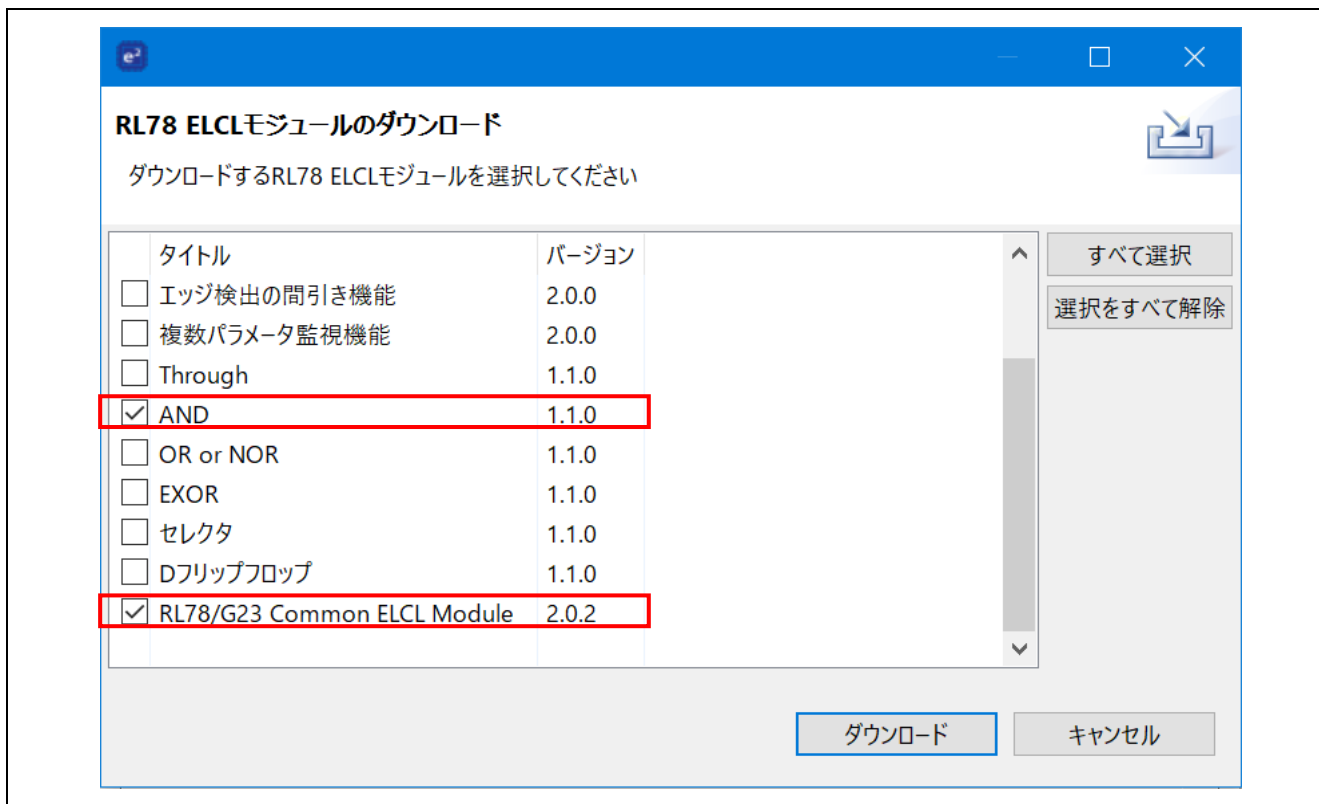 e²
RL78 ELCLモジュールのダウンロード
ダウンロードするRL78 ELCLモジュールを選択してください
タイトル バージョン
すべて選択
エッジ検出の間引き機能 2.0.0
選択をすべて解除
複数パラメータ監視機能 2.0.0
Through 1.1.0
AND 1.1.0
OR or NOR 1.1.0
EXOR 1.1.0
セレクタ 1.1.0
Dフリップフロップ 1.1.0
RL78/G23 Common ELCL Module 2.0.2
ダウンロード キャンセル